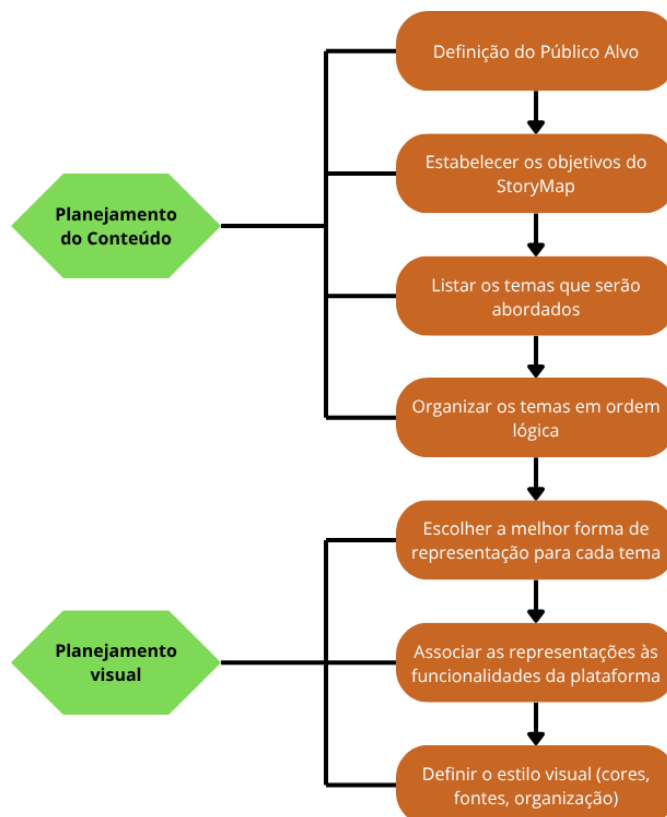 Definição do Público Alvo
Estabelecer os objetivos do
StoryMap
Planejamento
do Conteúdo
Listar os temas que serão
abordados
Organizar os temas em ordem
lógica
Escolher a melhor forma de
representação para cada tema
Planejamento
visual
Associar as representações às
funcionalidades da plataforma
Definir o estilo visual (cores,
fontes, organização)